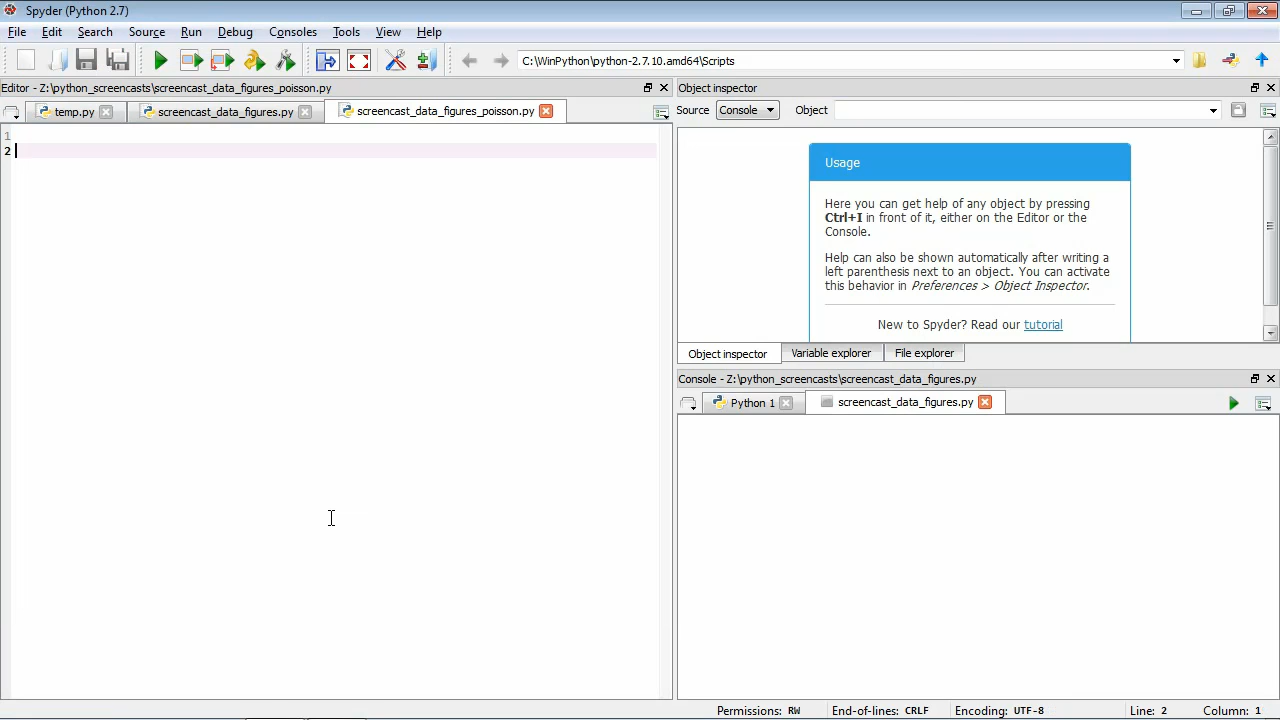 Spyder (Python 2.7)
File Edit Search Source Run Debug Consoles Tools View Help
C:\WinPython\python-2.7.10.amd64\Scripts
Editor - Z:\python_screencasts\screencast_data_figures_poisson.py
temp.py screencast_data_figures.py screencast_data_figures_poisson.py
1
2
Object inspector
Source Console Object
Usage
Here you can get help of any object by pressing
Ctrl+I in front of it, either on the Editor or the
Console.
Help can also be shown automatically after writing a
left parenthesis next to an object. You can activate
this behavior in Preferences > Object Inspector.
New to Spyder? Read our tutorial
Object inspector Variable explorer File explorer
Console - Z:\python_screencasts\screencast_data_figures.py
Python 1 screencast_data_figures.py
Permissions: RW End-of-lines: CRLF Encoding: UTF-8 Line: 2 Column: 1